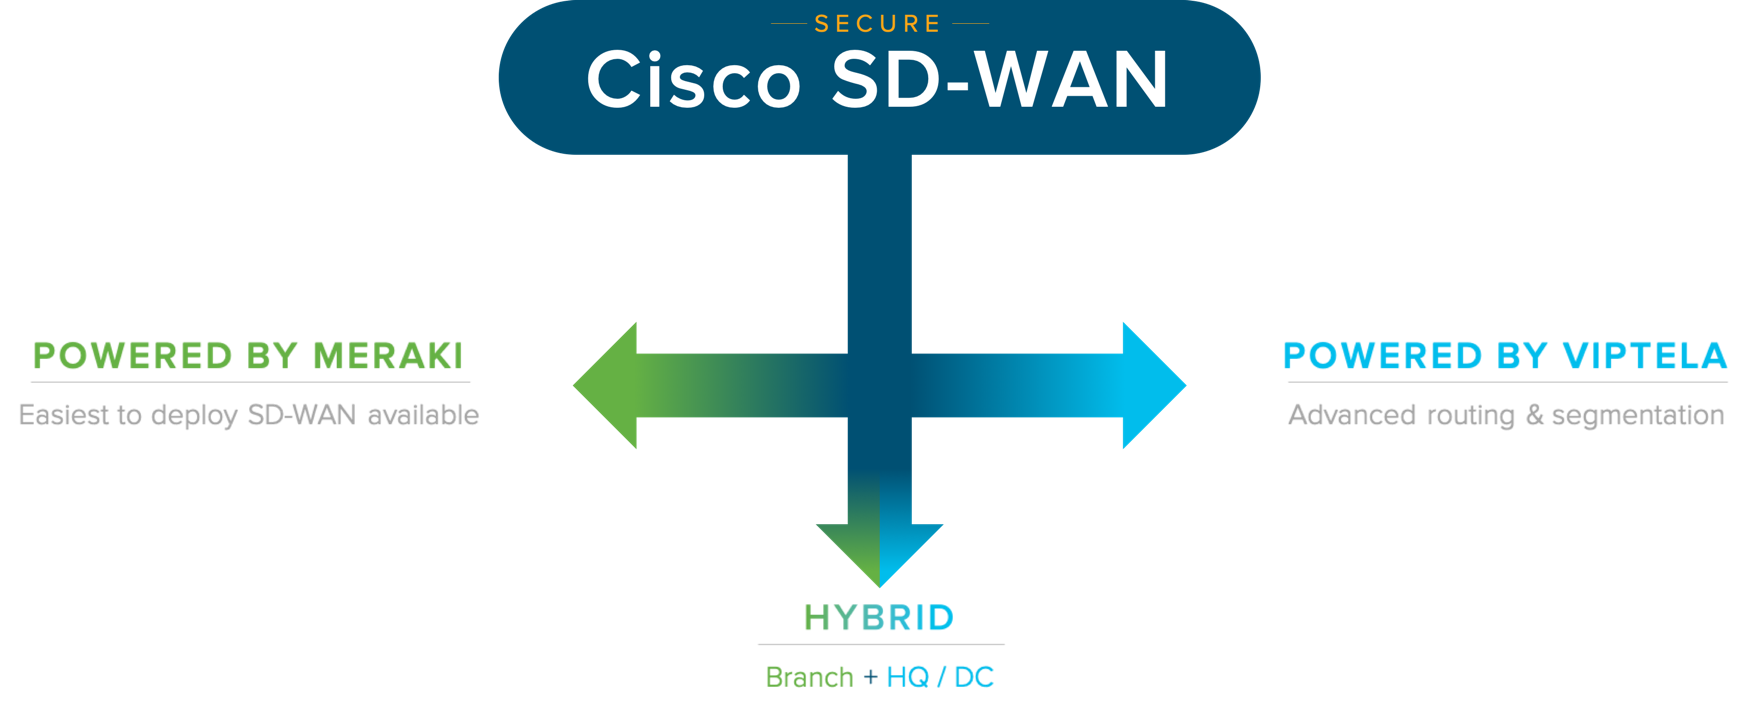 SECURE
Cisco SD-WAN
POWERED BY MERAKI
Easiest to deploy SD-WAN available
POWERED BY VIPTELA
Advanced routing & segmentation
HYBRID
Branch + HQ / DC